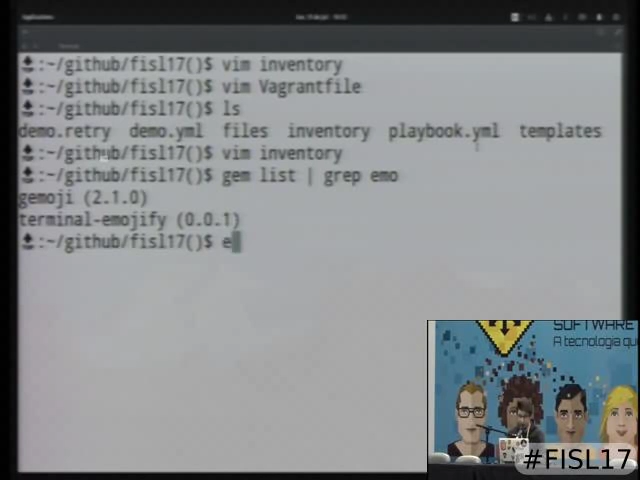 :~/github/fisl17()$ vim inventory
:~/github/fisl17()$ vim Vagrantfile
:~/github/fisl17()$ ls
demo.retry demo.yml files inventory playbook.yml templates
:~/github/fisl17()$ vim inventory
:~/github/fisl17()$ gem list | grep emo
gemoji (2.1.0)
terminal-emojify (0.0.1)
:~/github/fisl17()$ e
SOFTWARE
A tecnologia qu
#FISL17